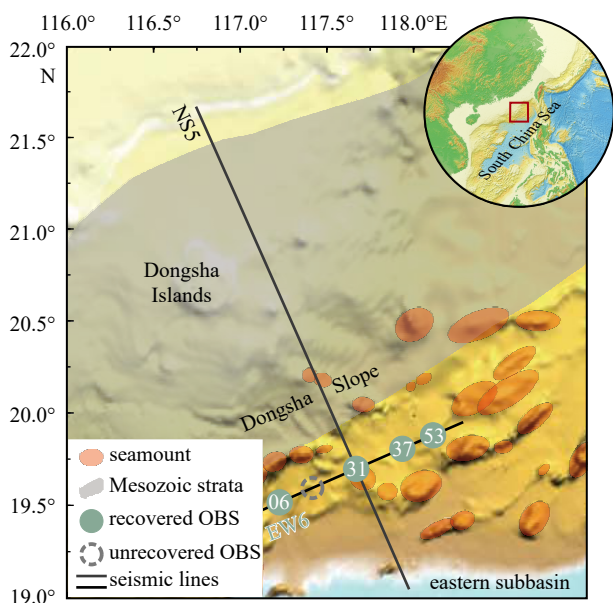 116.0° 116.5° 117.0° 117.5° 118.0°E
22.0°
N
21.5°
21.0°
20.5°
20.0°
19.5°
19.0°
NS5
South China Sea
Dongsha
Islands
Dongsha Slope
53
37
31
06
EW6
seamount
Mesozoic strata
recovered OBS
unrecovered OBS
seismic lines
eastern subbasin